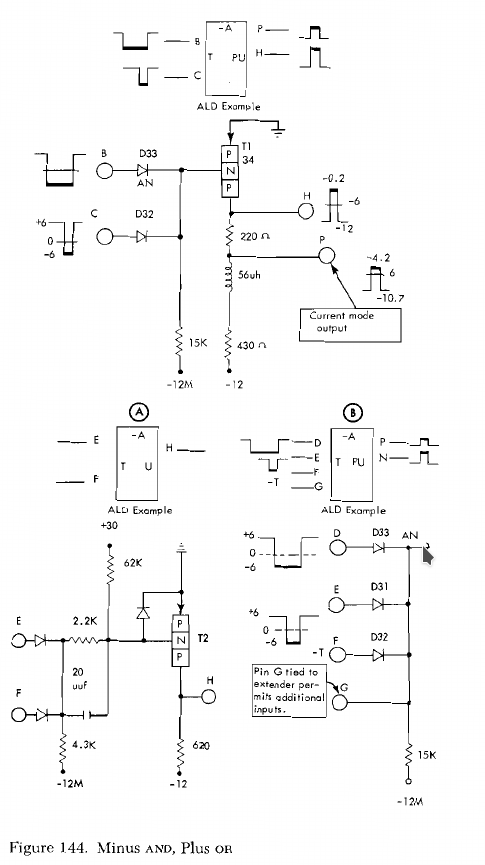 -A
B
T
PU
C
P
H
ALD Example
B
D33
AN
T1
34
P
N
P
+6
0
-6
C
D32
H
-0.2
-6
-12
220 Ω
P
-4.2
6
-10.7
56uh
Current mode
output
15K
430 Ω
-12M
-12
A
B
E
F
-A
T
U
H
ALD Example
D
E
F
-T
G
-A
T
PU
P
N
ALD Example
+30
62K
E
2.2K
P
N
P
T2
20
uuf
F
H
4.3K
620
-12M
-12
+6
0
-6
D
D33
AN
E
D31
+6
0
-6
F
-T
D32
Pin G tied to
extender per-
mits additional
inputs.
G
15K
-12M
Figure 144. Minus AND, Plus OR